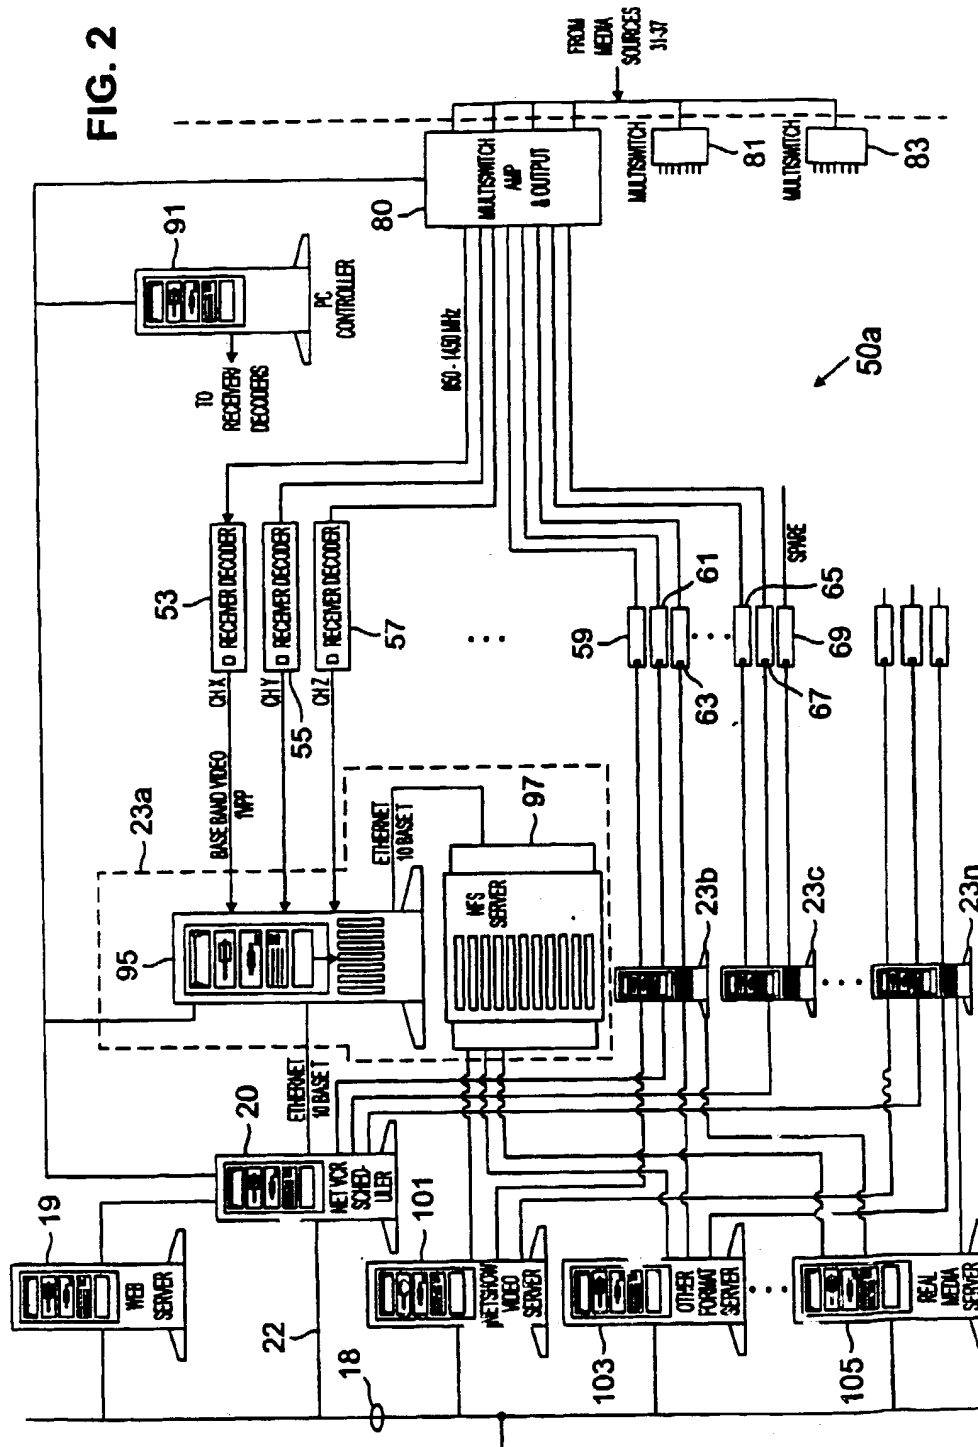 FIG. 2
FROM
MEDIA
SOURCES
31-37
MULTISWITCH
AMP
& OUTPUT
80
MULTISWITCH
81
MULTISWITCH
83
91
PC
CONTROLLER
TO
RECEIVER/
DECODERS
950 - 1450 MHz
50a
53
RECEIVER DECODER
RECEIVER DECODER
RECEIVER DECODER
55
57
CH X
CH Y
CH Z
...
59
61
63
...
65
67
69
SPARE
BASE BAND VIDEO
1VPP
23a
95
ETHERNET
10 BASE T
97
NFS
SERVER
23b
23c
...
23n
ETHERNET
10 BASE T
20
NET VCR
SCHED-
ULER
19
WEB
SERVER
22
18
101
NETSHOW
VIDEO
SERVER
103
OTHER
FORMAT
SERVER
...
105
REAL
MEDIA
SERVER